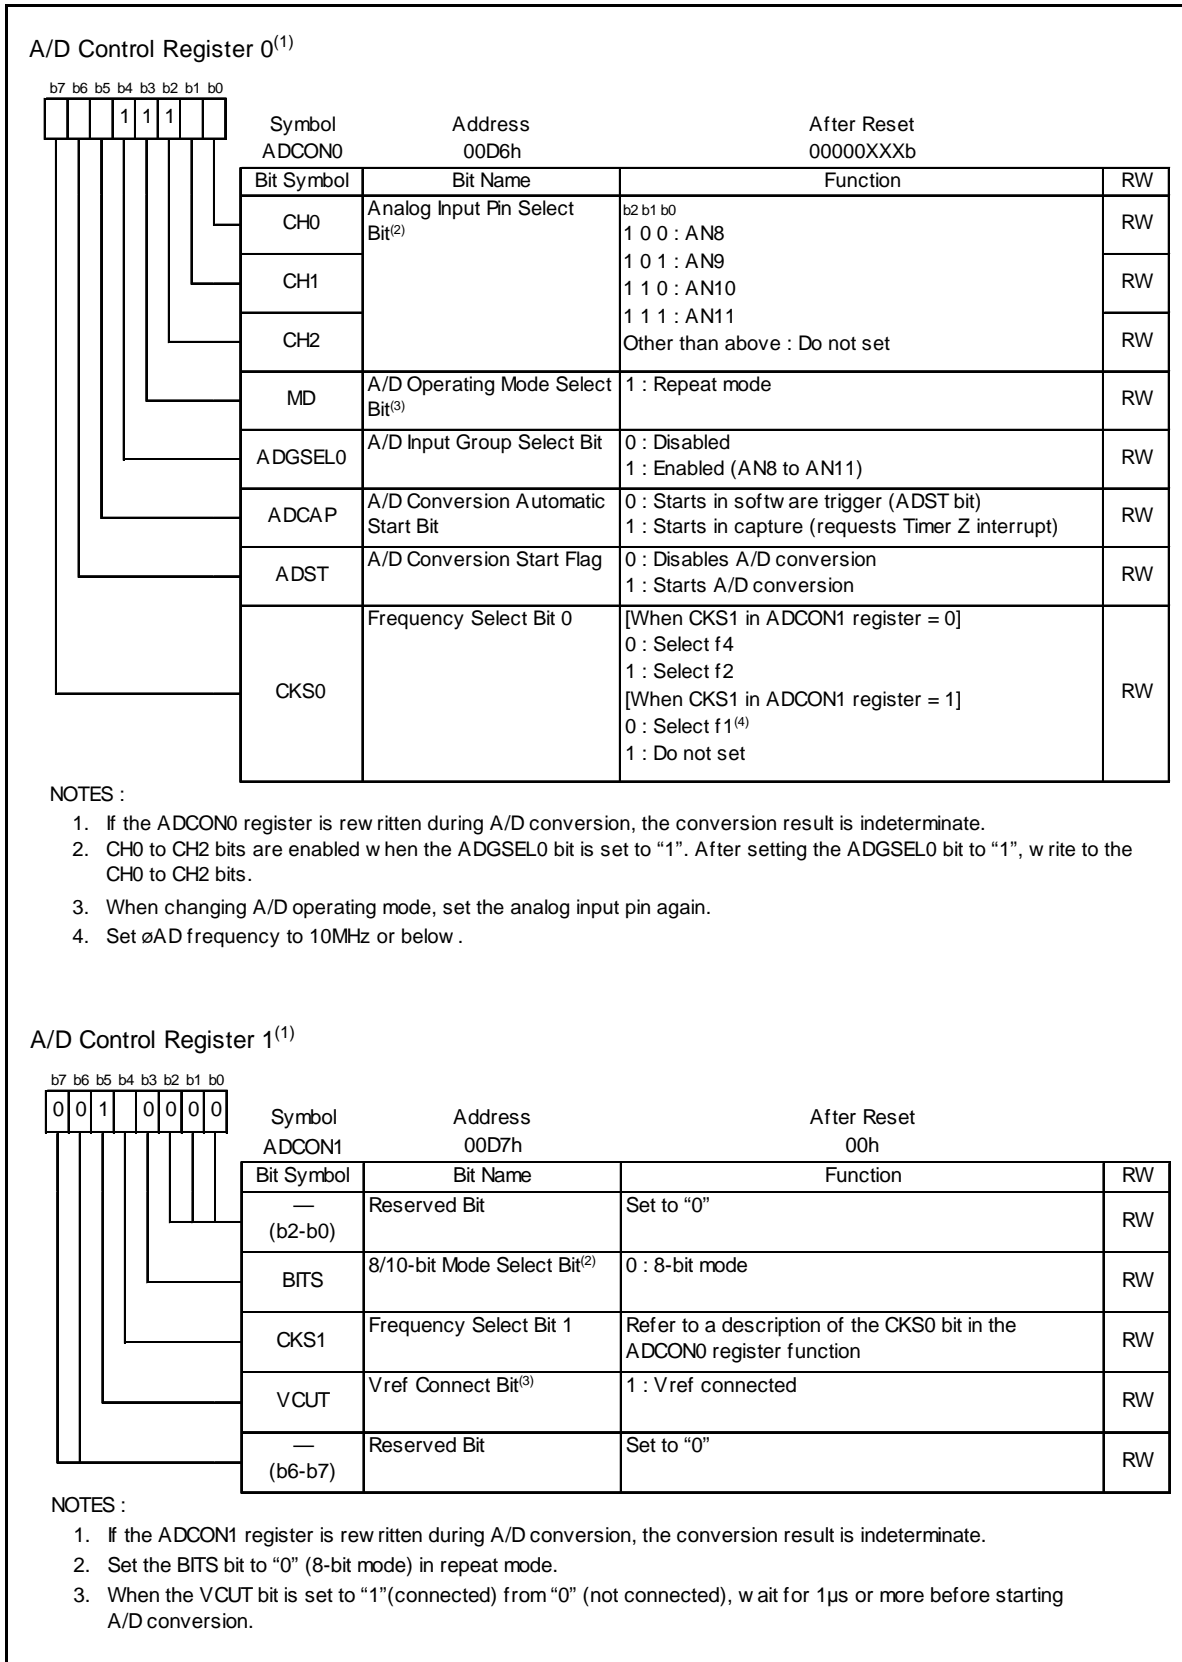 A/D Control Register 0(1)
b7 b6 b5 b4 b3 b2 b1 b0
1 1 1
Symbol Address After Reset
ADCON0 00D6h 00000XXXb
Bit Symbol Bit Name Function RW
CH0 Analog Input Pin Select Bit(2) b2 b1 b0 RW
1 0 0 : AN8
1 0 1 : AN9
CH1 RW
1 1 0 : AN10
1 1 1 : AN11
CH2 Other than above : Do not set RW
MD A/D Operating Mode Select Bit(3) 1 : Repeat mode RW
ADGSEL0 A/D Input Group Select Bit 0 : Disabled RW
1 : Enabled (AN8 to AN11)
ADCAP A/D Conversion Automatic Start Bit 0 : Starts in software trigger (ADST bit) RW
1 : Starts in capture (requests Timer Z interrupt)
ADST A/D Conversion Start Flag 0 : Disables A/D conversion RW
1 : Starts A/D conversion
CKS0 Frequency Select Bit 0 [When CKS1 in ADCON1 register = 0] RW
0 : Select f4
1 : Select f2
[When CKS1 in ADCON1 register = 1]
0 : Select f1(4)
1 : Do not set
NOTES :
1. If the ADCON0 register is rewritten during A/D conversion, the conversion result is indeterminate.
2. CH0 to CH2 bits are enabled when the ADGSEL0 bit is set to “1”. After setting the ADGSEL0 bit to “1”, write to the
CH0 to CH2 bits.
3. When changing A/D operating mode, set the analog input pin again.
4. Set øAD frequency to 10MHz or below.
A/D Control Register 1(1)
b7 b6 b5 b4 b3 b2 b1 b0
0 0 1 0 0 0 0
Symbol Address After Reset
ADCON1 00D7h 00h
Bit Symbol Bit Name Function RW
— (b2-b0) Reserved Bit Set to “0” RW
BITS 8/10-bit Mode Select Bit(2) 0 : 8-bit mode RW
CKS1 Frequency Select Bit 1 Refer to a description of the CKS0 bit in the RW
ADCON0 register function
VCUT Vref Connect Bit(3) 1 : Vref connected RW
— (b6-b7) Reserved Bit Set to “0” RW
NOTES :
1. If the ADCON1 register is rewritten during A/D conversion, the conversion result is indeterminate.
2. Set the BITS bit to “0” (8-bit mode) in repeat mode.
3. When the VCUT bit is set to “1”(connected) from “0” (not connected), wait for 1µs or more before starting
A/D conversion.